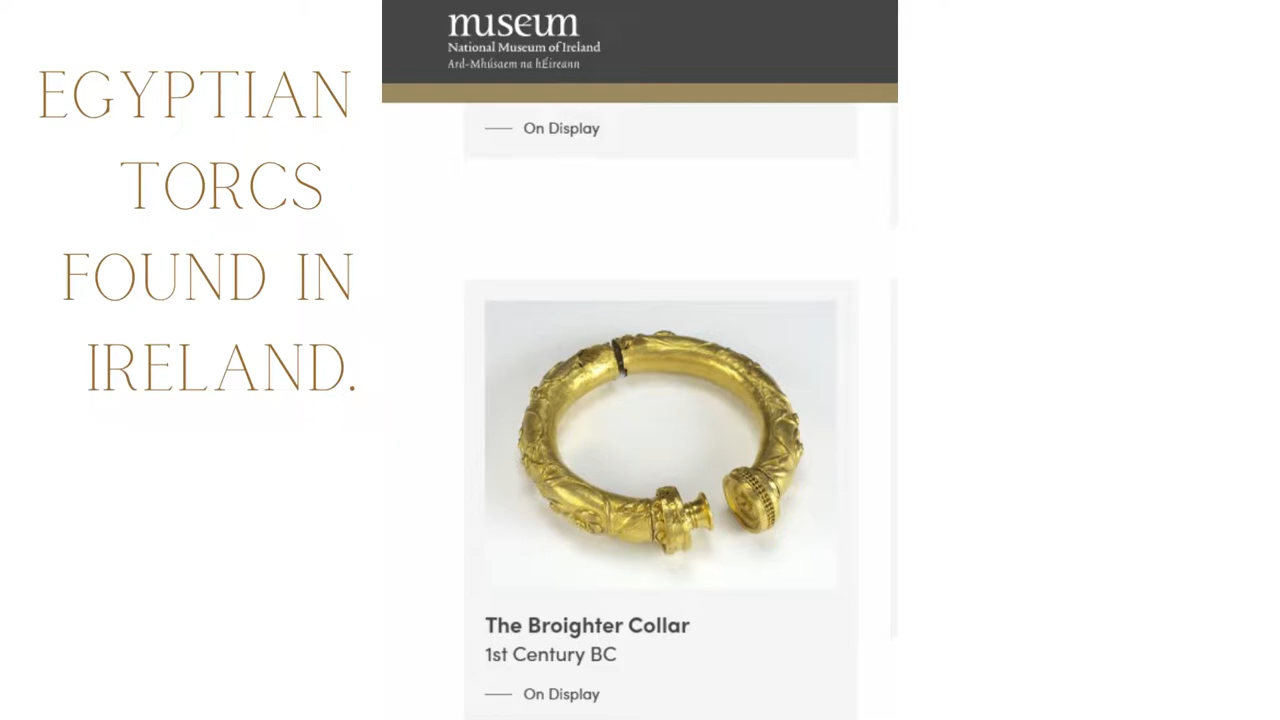 EGYPTIAN
TORCS
FOUND IN
IRELAND.
museum
National Museum of Ireland
Ard-Mhúsaem na hÉireann
On Display
The Broighter Collar
1st Century BC
On Display